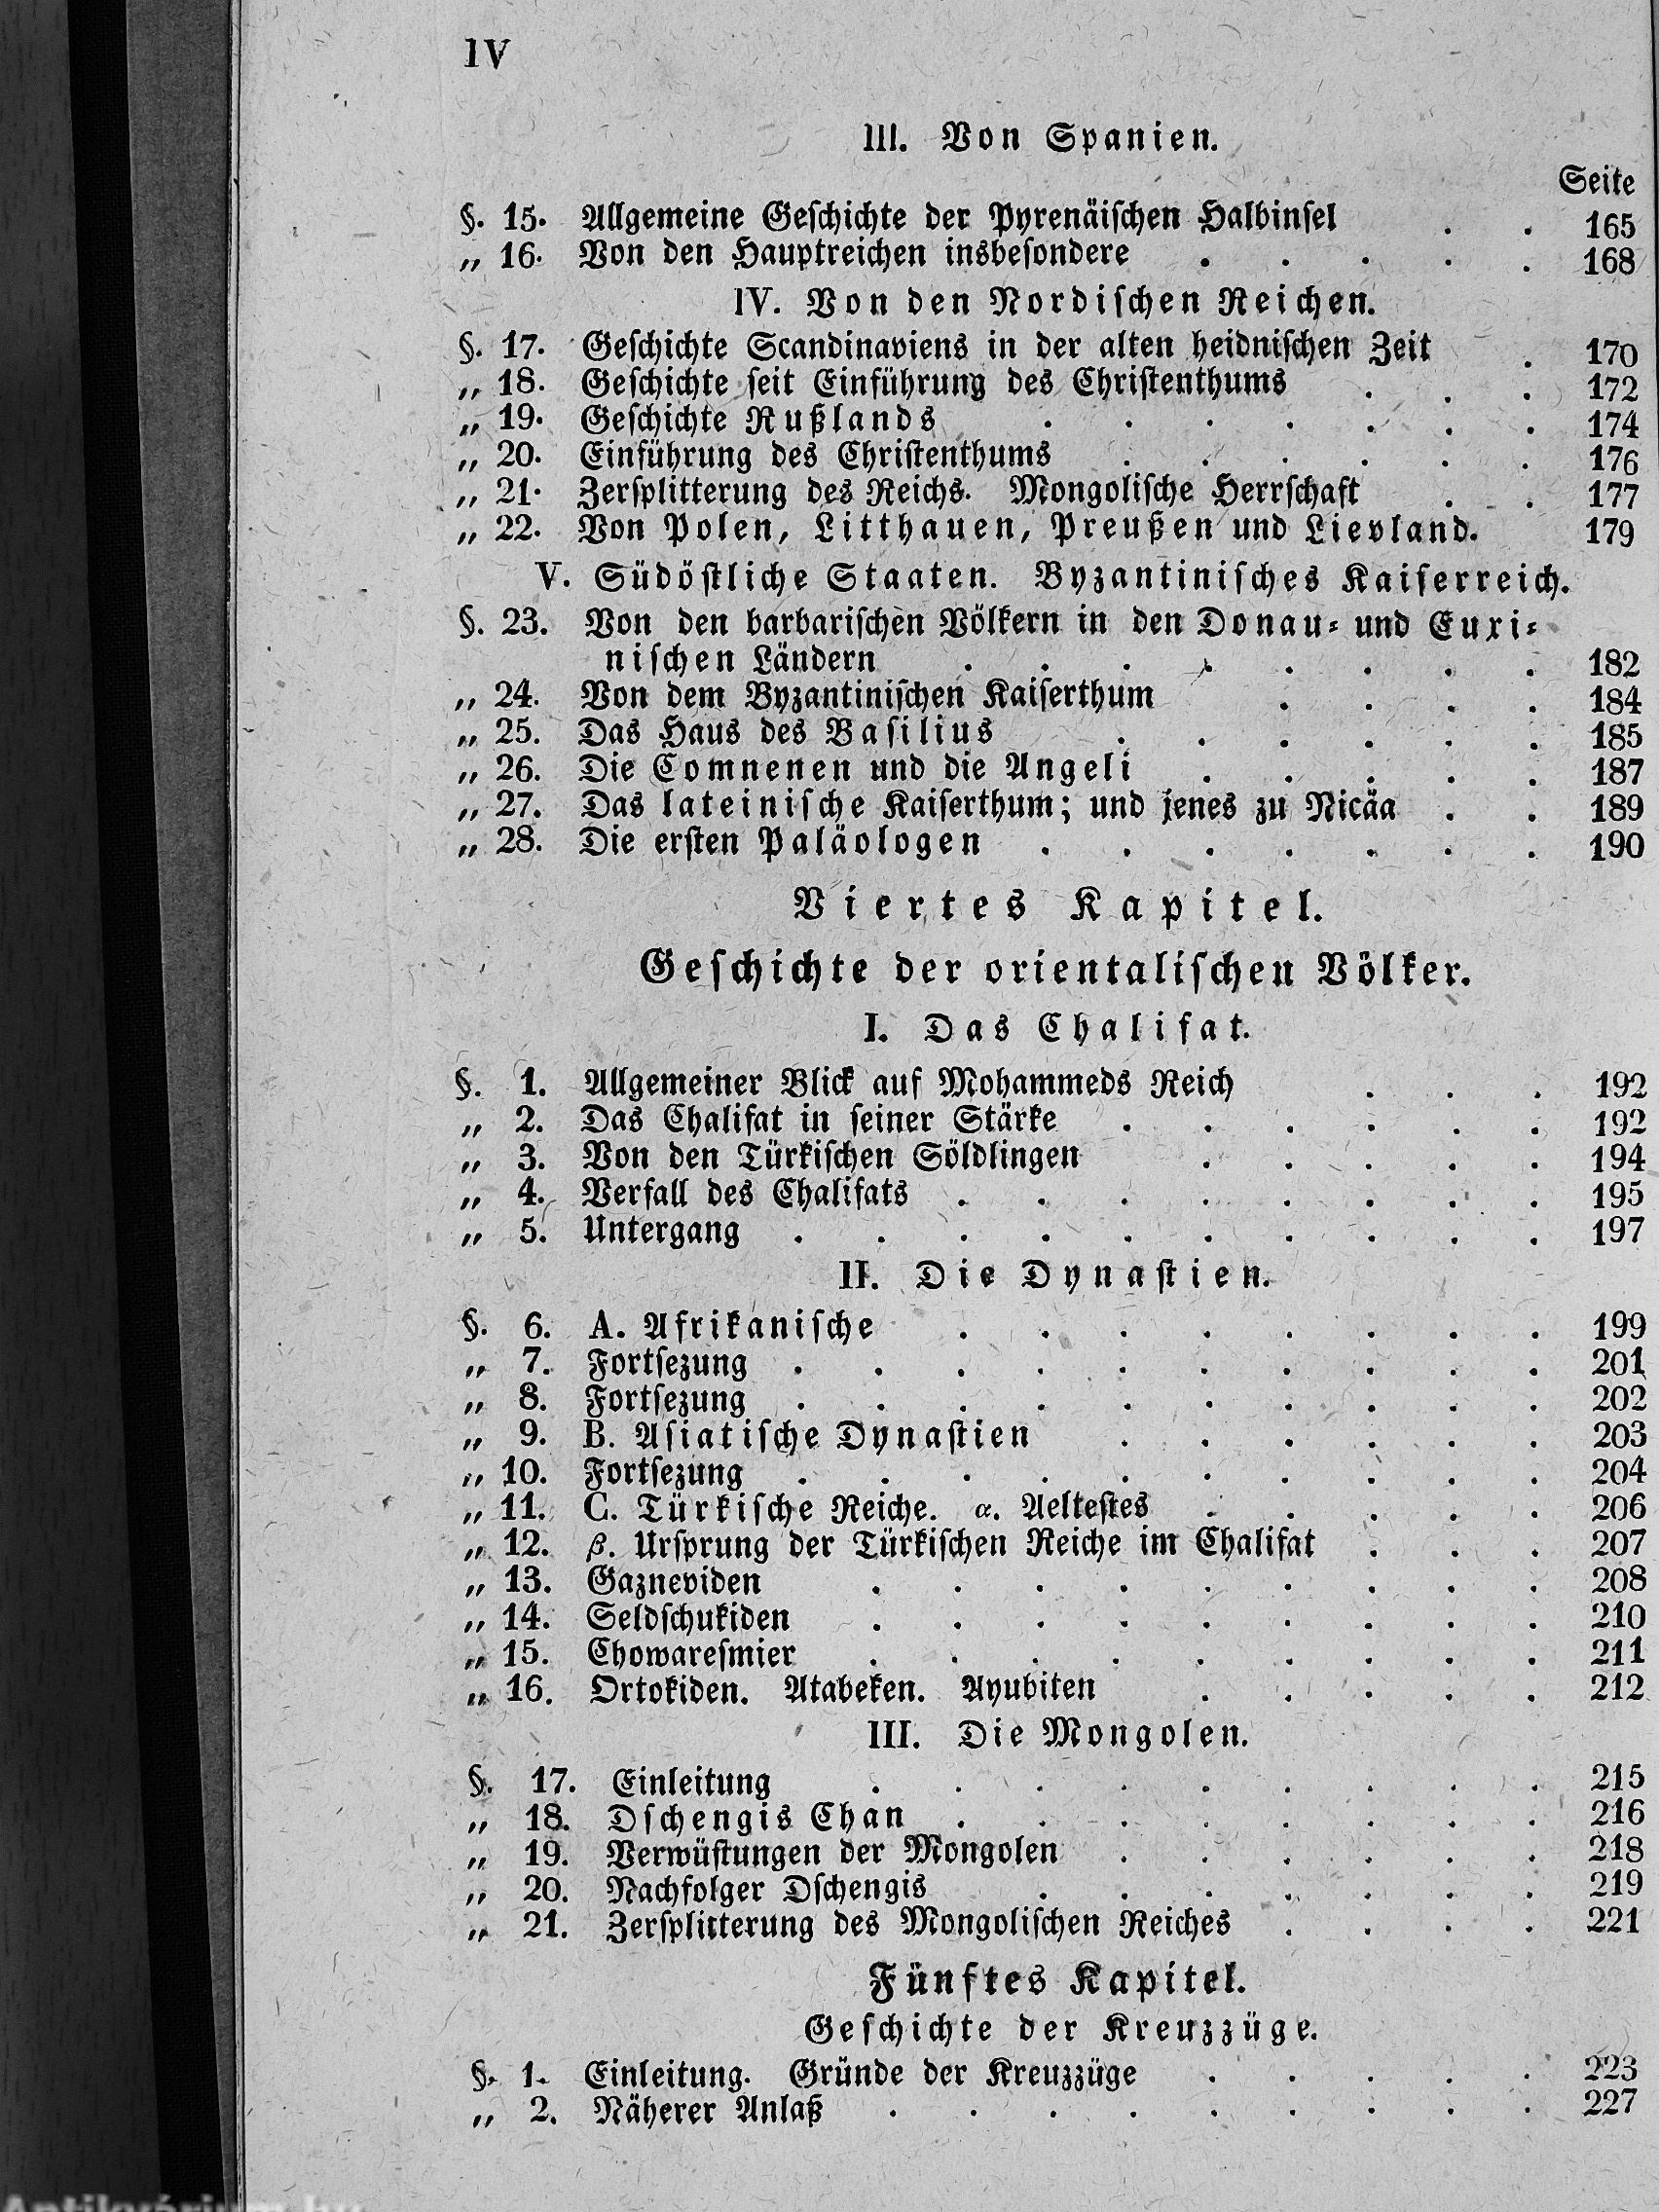 IV
III. Von Spanien.
Seite
§. 15. Allgemeine Geschichte der Pyrenäischen Halbinsel . . 165
„ 16. Von den Hauptreichen insbesondere . . . . . 168
IV. Von den Nordischen Reichen.
§. 17. Geschichte Scandinaviens in der alten heidnischen Zeit . 170
„ 18. Geschichte seit Einführung des Christenthums . . . 172
„ 19. Geschichte Rußlands . . . . . . . 174
„ 20. Einführung des Christenthums . . . . . . 176
„ 21. Zersplitterung des Reichs. Mongolische Herrschaft . . 177
„ 22. Von Polen, Litthauen, Preußen und Lievland. 179
V. Südöstliche Staaten. Byzantinisches Kaiserreich.
§. 23. Von den barbarischen Völkern in den Donau- und Euxi-
nischen Ländern . . . . . . . . 182
„ 24. Von dem Byzantinischen Kaiserthum . . . . 184
„ 25. Das Haus des Basilius . . . . . . 185
„ 26. Die Comnenen und die Angeli . . . . . 187
„ 27. Das lateinische Kaiserthum; und jenes zu Nicäa . . 189
„ 28. Die ersten Paläologen . . . . . . . 190
Viertes Kapitel.
Geschichte der orientalischen Völker.
I. Das Chalifat.
§. 1. Allgemeiner Blick auf Mohammeds Reich . . . 192
„ 2. Das Chalifat in seiner Stärke . . . . . . 192
„ 3. Von den Türkischen Söldlingen . . . . . 194
„ 4. Verfall des Chalifats . . . . . . . . 195
„ 5. Untergang . . . . . . . . . . 197
II. Die Dynastien.
§. 6. A. Afrikanische . . . . . . . . 199
„ 7. Fortsezung . . . . . . . . . . 201
„ 8. Fortsezung . . . . . . . . . . 202
„ 9. B. Asiatische Dynastien . . . . . . 203
„ 10. Fortsezung . . . . . . . . . . 204
„ 11. C. Türkische Reiche. α. Aeltestes . . . . . 206
„ 12. β. Ursprung der Türkischen Reiche im Chalifat . . . 207
„ 13. Gazneviden . . . . . . . . . 208
„ 14. Seldschukiden . . . . . . . . . 210
„ 15. Chowaresmier . . . . . . . . . 211
„ 16. Ortokiden. Atabeken. Ayubiten . . . . . 212
III. Die Mongolen.
§. 17. Einleitung . . . . . . . . . 215
„ 18. Dschengis Chan . . . . . . . . 216
„ 19. Verwüstungen der Mongolen . . . . . . 218
„ 20. Nachfolger Dschengis . . . . . . . 219
„ 21. Zersplitterung des Mongolischen Reiches . . . . 221
Fünftes Kapitel.
Geschichte der Kreuzzüge.
§. 1. Einleitung. Gründe der Kreuzzüge . . . . . 223
„ 2. Näherer Anlaß . . . . . . . . . 227